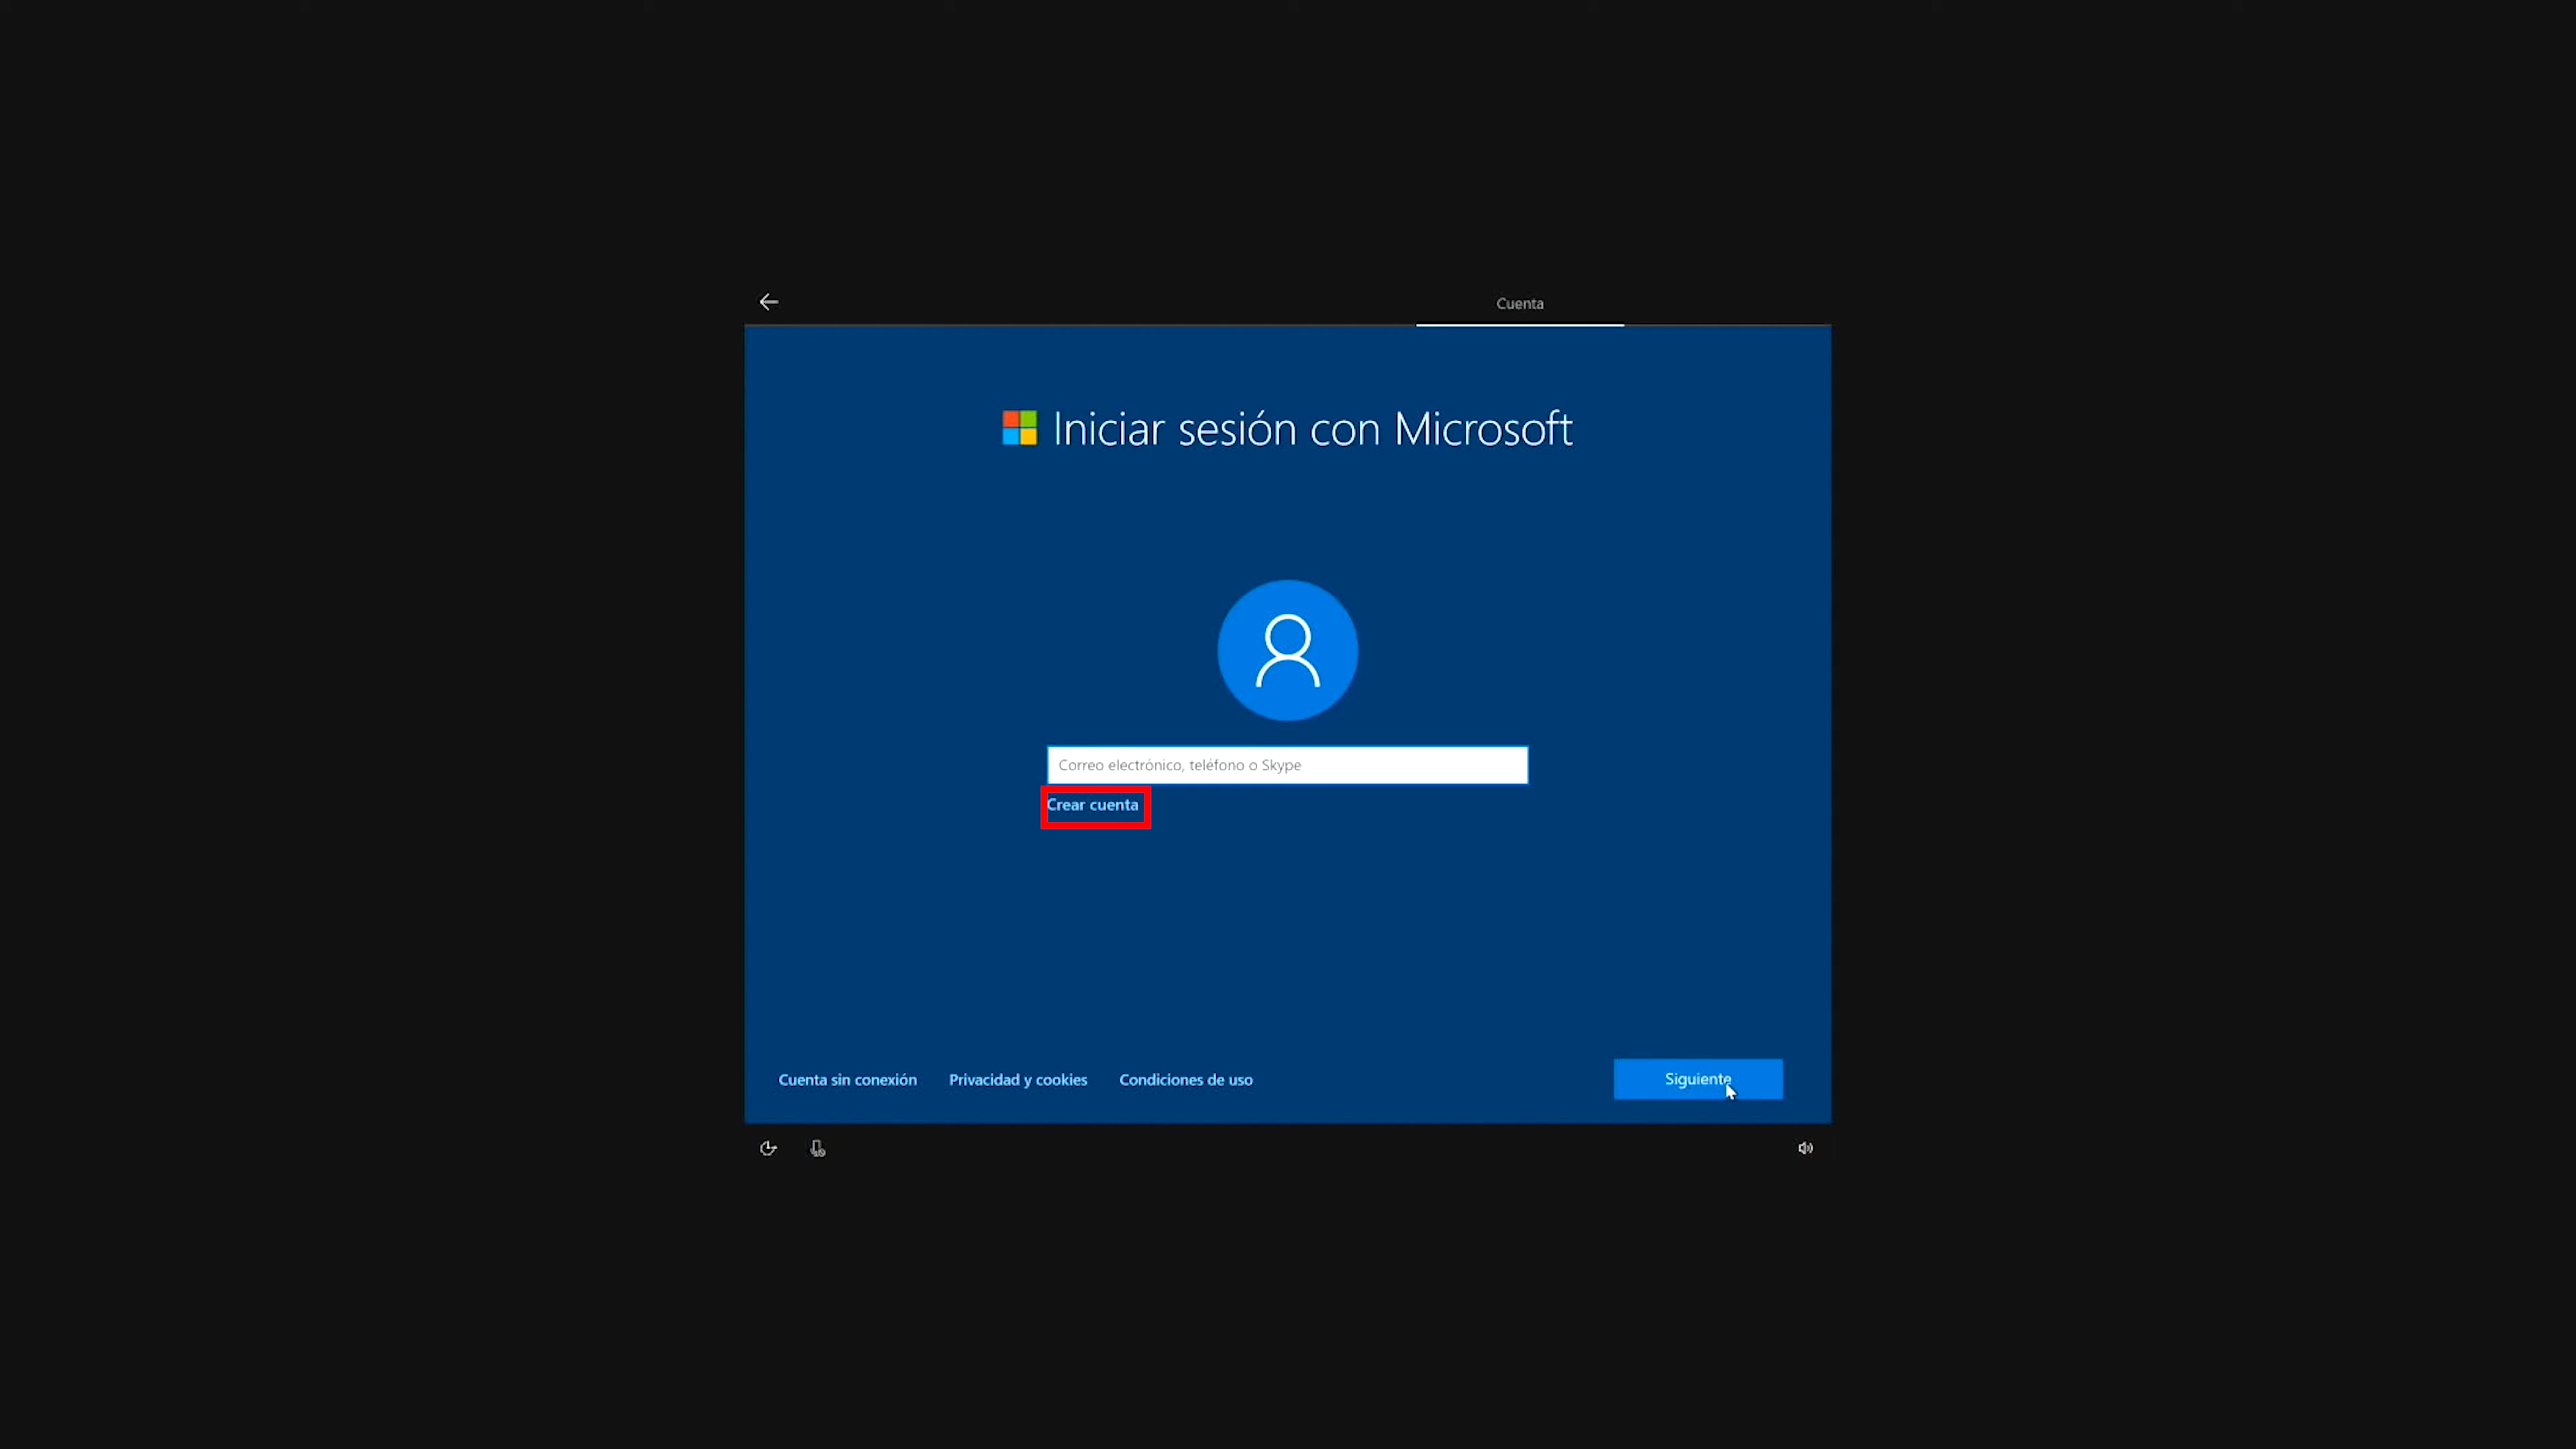 Cuenta
Iniciar sesión con Microsoft
Correo electrónico, teléfono o Skype
Crear cuenta
Cuenta sin conexión Privacidad y cookies Condiciones de uso Siguiente